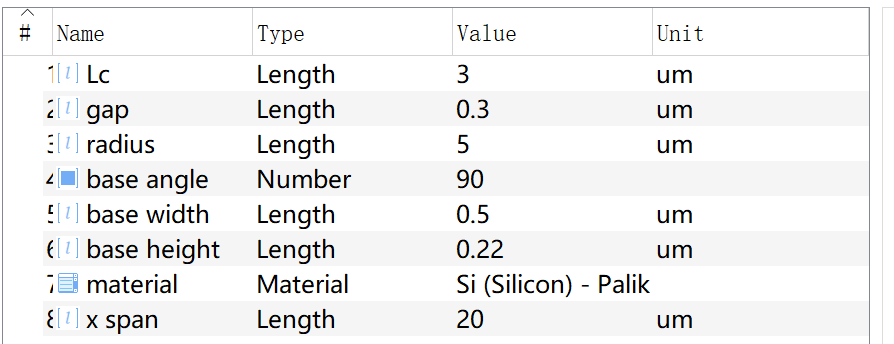 # Name Type Value Unit
1 Lc Length 3 um
2 gap Length 0.3 um
3 radius Length 5 um
4 base angle Number 90
5 base width Length 0.5 um
6 base height Length 0.22 um
7 material Material Si (Silicon) - Palik
8 x span Length 20 um